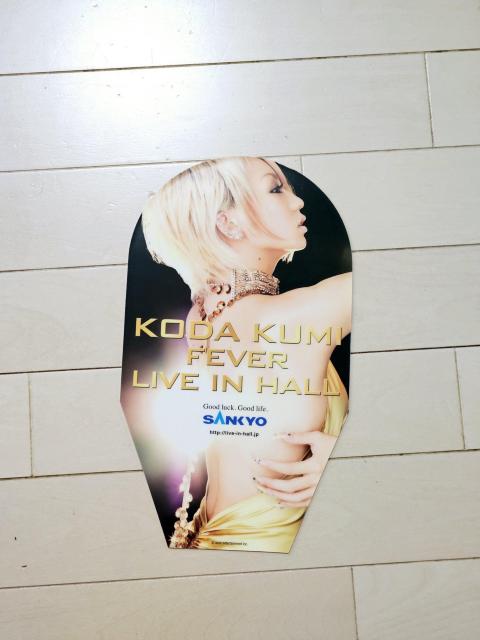 KODA KUMI
FEVER
LIVE IN HALL
Good luck. Good life.
SANKYO
http://live-in-hall.jp